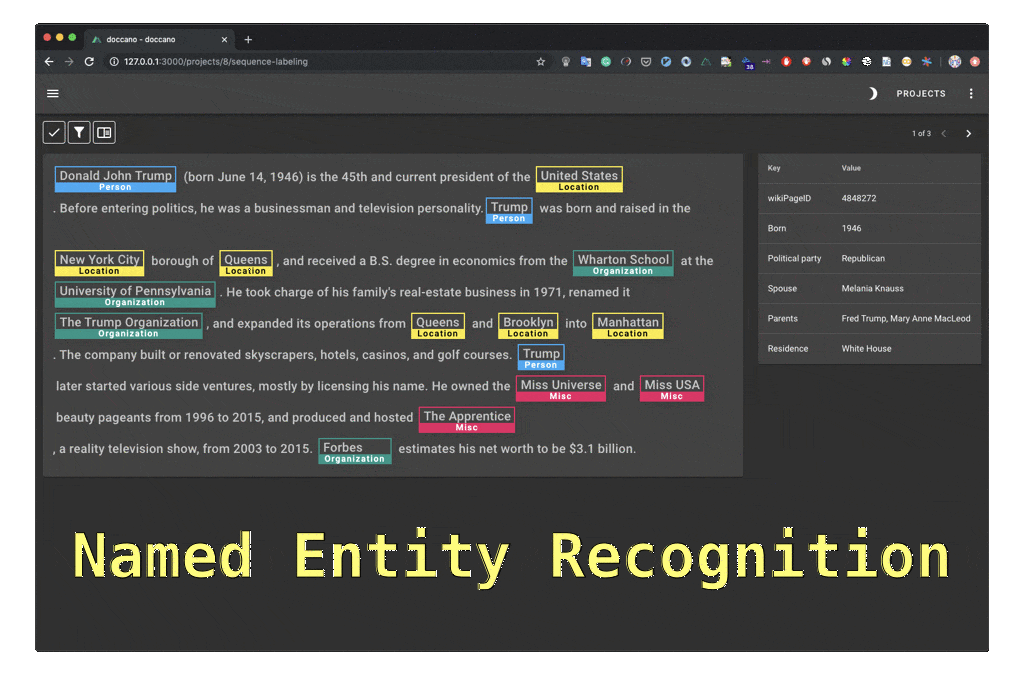 doccano - doccano
127.0.0.1:3000/projects/8/sequence-labeling
38
PROJECTS
1 of 3
Donald John Trump (born June 14, 1946) is the 45th and current president of the United States
Person Location
. Before entering politics, he was a businessman and television personality. Trump was born and raised in the
Person
New York City borough of Queens , and received a B.S. degree in economics from the Wharton School at the
Location Location Organization
University of Pennsylvania . He took charge of his family's real-estate business in 1971, renamed it
Organization
The Trump Organization , and expanded its operations from Queens and Brooklyn into Manhattan
Organization Location Location Location
. The company built or renovated skyscrapers, hotels, casinos, and golf courses. Trump
Person
later started various side ventures, mostly by licensing his name. He owned the Miss Universe and Miss USA
Misc Misc
beauty pageants from 1996 to 2015, and produced and hosted The Apprentice
Misc
, a reality television show, from 2003 to 2015. Forbes estimates his net worth to be $3.1 billion.
Organization
Key Value
wikiPageID 4848272
Born 1946
Political party Republican
Spouse Melania Knauss
Parents Fred Trump, Mary Anne MacLeod
Residence White House
Named Entity Recognition